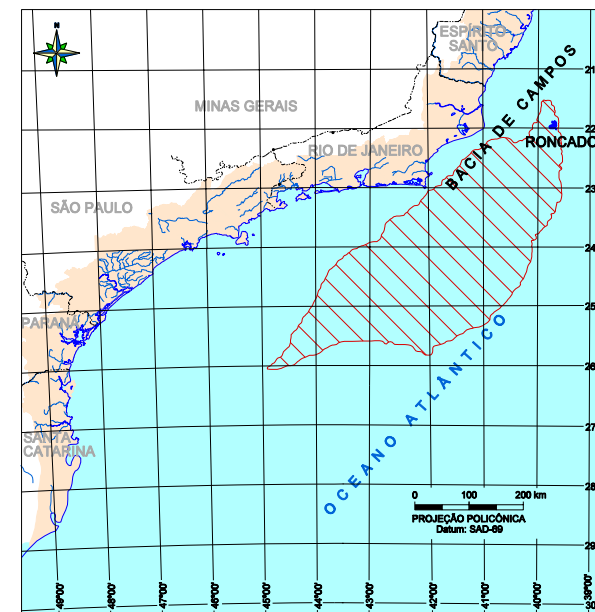 N
ESPÍRITO
SANTO
MINAS GERAIS
RIO DE JANEIRO
SÃO PAULO
PARANÁ
SANTA
CATARINA
BACIA DE CAMPOS
RONCADO
OCEANO ATLÂNTICO
21
22
23
24
25
26
27
28
29
0 100 200 km
PROJEÇÃO POLICÔNICA
Datum: SAD-69
-49°00'
-48°00'
-47°00'
-46°00'
-45°00'
-44°00'
-43°00'
-42°00'
-41°00'
-40°00'
-39°00'